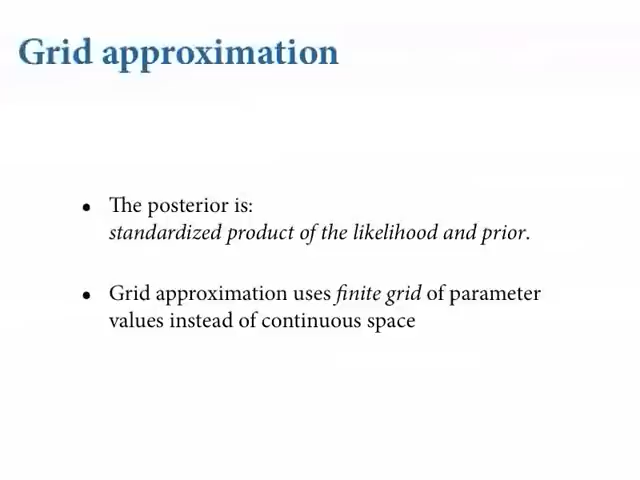 Grid approximation
• The posterior is:
standardized product of the likelihood and prior.
• Grid approximation uses finite grid of parameter
values instead of continuous space